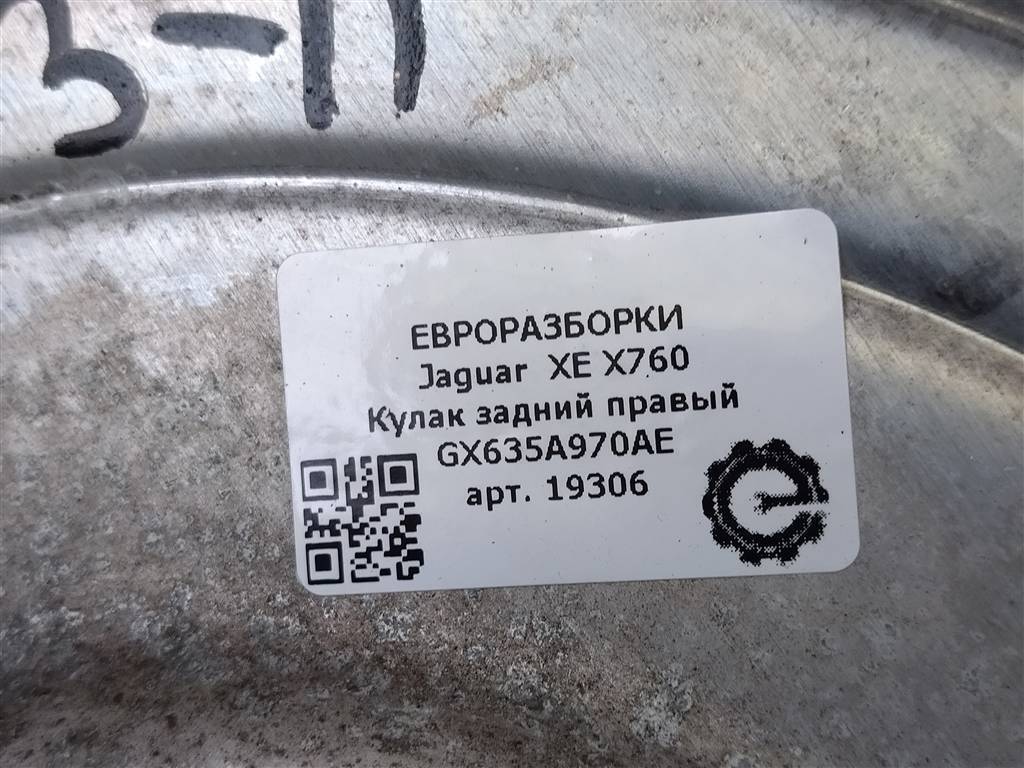 З-П
ЕВРОРАЗБОРКИ
Jaguar XE X760
Кулак задний правый
GX635A970AE
арт. 19306